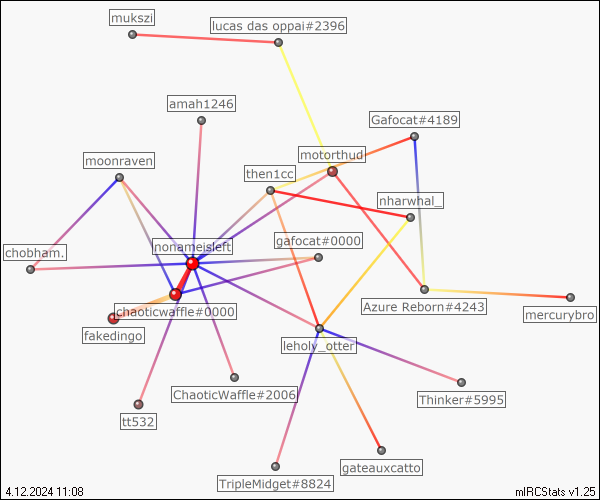 mukszi
lucas das oppai#2396
amah1246
Gafocat#4189
motorthud
moonraven
then1cc
nharwhal_
nonameisleft
gafocat#0000
chobham.
chaoticwaffle#0000
Azure Reborn#4243
mercurybro
fakedingo
leholy_otter
ChaoticWaffle#2006
Thinker#5995
tt532
gateauxcatto
TripleMidget#8824
4.12.2024 11:08
mIRCStats v1.25